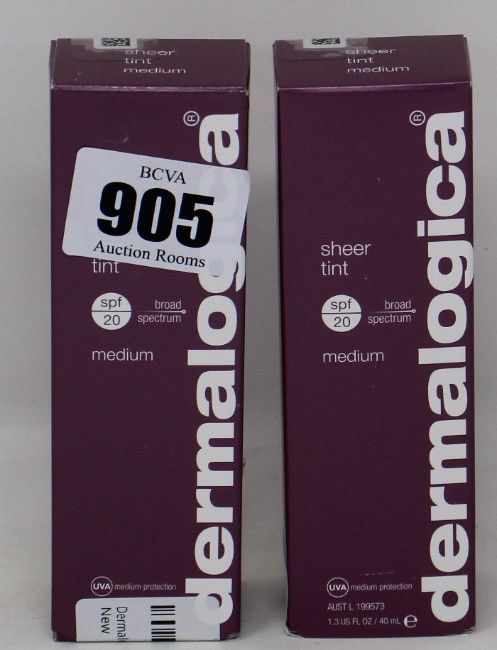 sheer
tint
medium
BCVA
905
Auction Rooms
tint
spf
20
broad
spectrum
medium
UVA medium protection
New
sheer
tint
medium
dermalogica®
sheer
tint
spf
20
broad
spectrum
medium
UVA medium protection
AUST L 199573
1.3 US FL OZ / 40 mL e